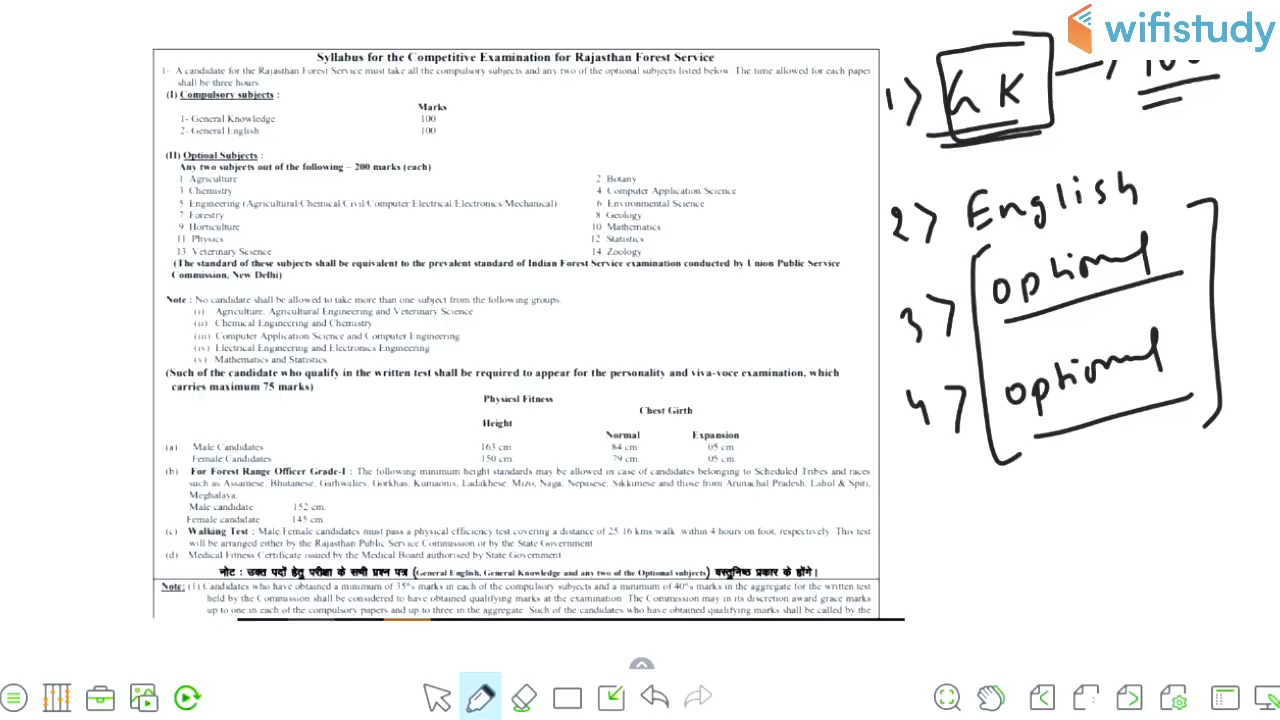 wifistudy
Syllabus for the Competitive Examination for Rajasthan Forest Service
1- A candidate for the Rajasthan Forest Service must take all the compulsory subjects and any two of the optional subjects listed below. The time allowed for each paper
shall be three hours
(I) Compulsory subjects :
Marks
1- General Knowledge 100
2- General English 100
(II) Optional Subjects :
Any two subjects out of the following – 200 marks (each)
1 Agriculture 2 Botany
3 Chemistry 4 Computer Application Science
5 Engineering (Agricultural/Chemical/Civil/Computer/Electrical/Electronics/Mechanical) 6 Environmental Science
7 Forestry 8 Geology
9 Horticulture 10 Mathematics
11 Physics 12 Statistics
13 Veterinary Science 14 Zoology
(The standard of these subjects shall be equivalent to the prevalent standard of Indian Forest Service examination conducted by Union Public Service
Commission, New Delhi)
Note : No candidate shall be allowed to take more than one subject from the following groups.
(i) Agriculture, Agricultural Engineering and Veterinary Science
(ii) Chemical Engineering and Chemistry
(iii) Computer Application Science and Computer Engineering
(iv) Electrical Engineering and Electronics Engineering
(v) Mathematics and Statistics
(Such of the candidate who qualify in the written test shall be required to appear for the personality and viva-voce examination, which
carries maximum 75 marks)
Physicsl Fitness
Chest Girth
Height
Normal Expansion
(a) Male Candidates 163 cm. 84 cm. 05 cm.
Female Candidates 150 cm. 79 cm. 05 cm.
(b) For Forest Range Officer Grade-I : The following minimum height standards may be allowed in case of candidates belonging to Scheduled Tribes and races
such as Assamese, Bhutanese, Garhwalies, Gorkhas, Kumaonis, Ladakhese, Mizo, Naga, Nepasese, Sikkimese and those from Arunachal Pradesh, Lahul & Spiti,
Meghalaya.
Male candidate 152 cm.
Female candidate 145 cm.
(c) Walking Test : Male Female candidates must pass a physical efficiency test covering a distance of 25 16 kms walk within 4 hours on foot, respectively. This test
will be arranged either by the Rajasthan Public Service Commission or by the State Government
(d) Medical Fitness Certificate issued by the Medical Board authorised by State Government
नोट : उक्त पदों हेतु परीक्षा के सभी प्रश्न पत्र (General English, General Knowledge and any two of the Optional subjects) वस्तुनिष्ठ प्रकार के होंगे।
Note: (1) Candidates who have obtained a minimum of 35% marks in each of the compulsory subjects and a minimum of 40% marks in the aggregate for the written test
held by the Commission shall be considered to have obtained qualifying marks at the examination. The Commission may in its discretion award grace marks
up to one in each of the compulsory papers and up to three in the aggregate. Such of the candidates who have obtained qualifying marks shall be called by the
1> GK → 100
2> English
3> optional
4> optional